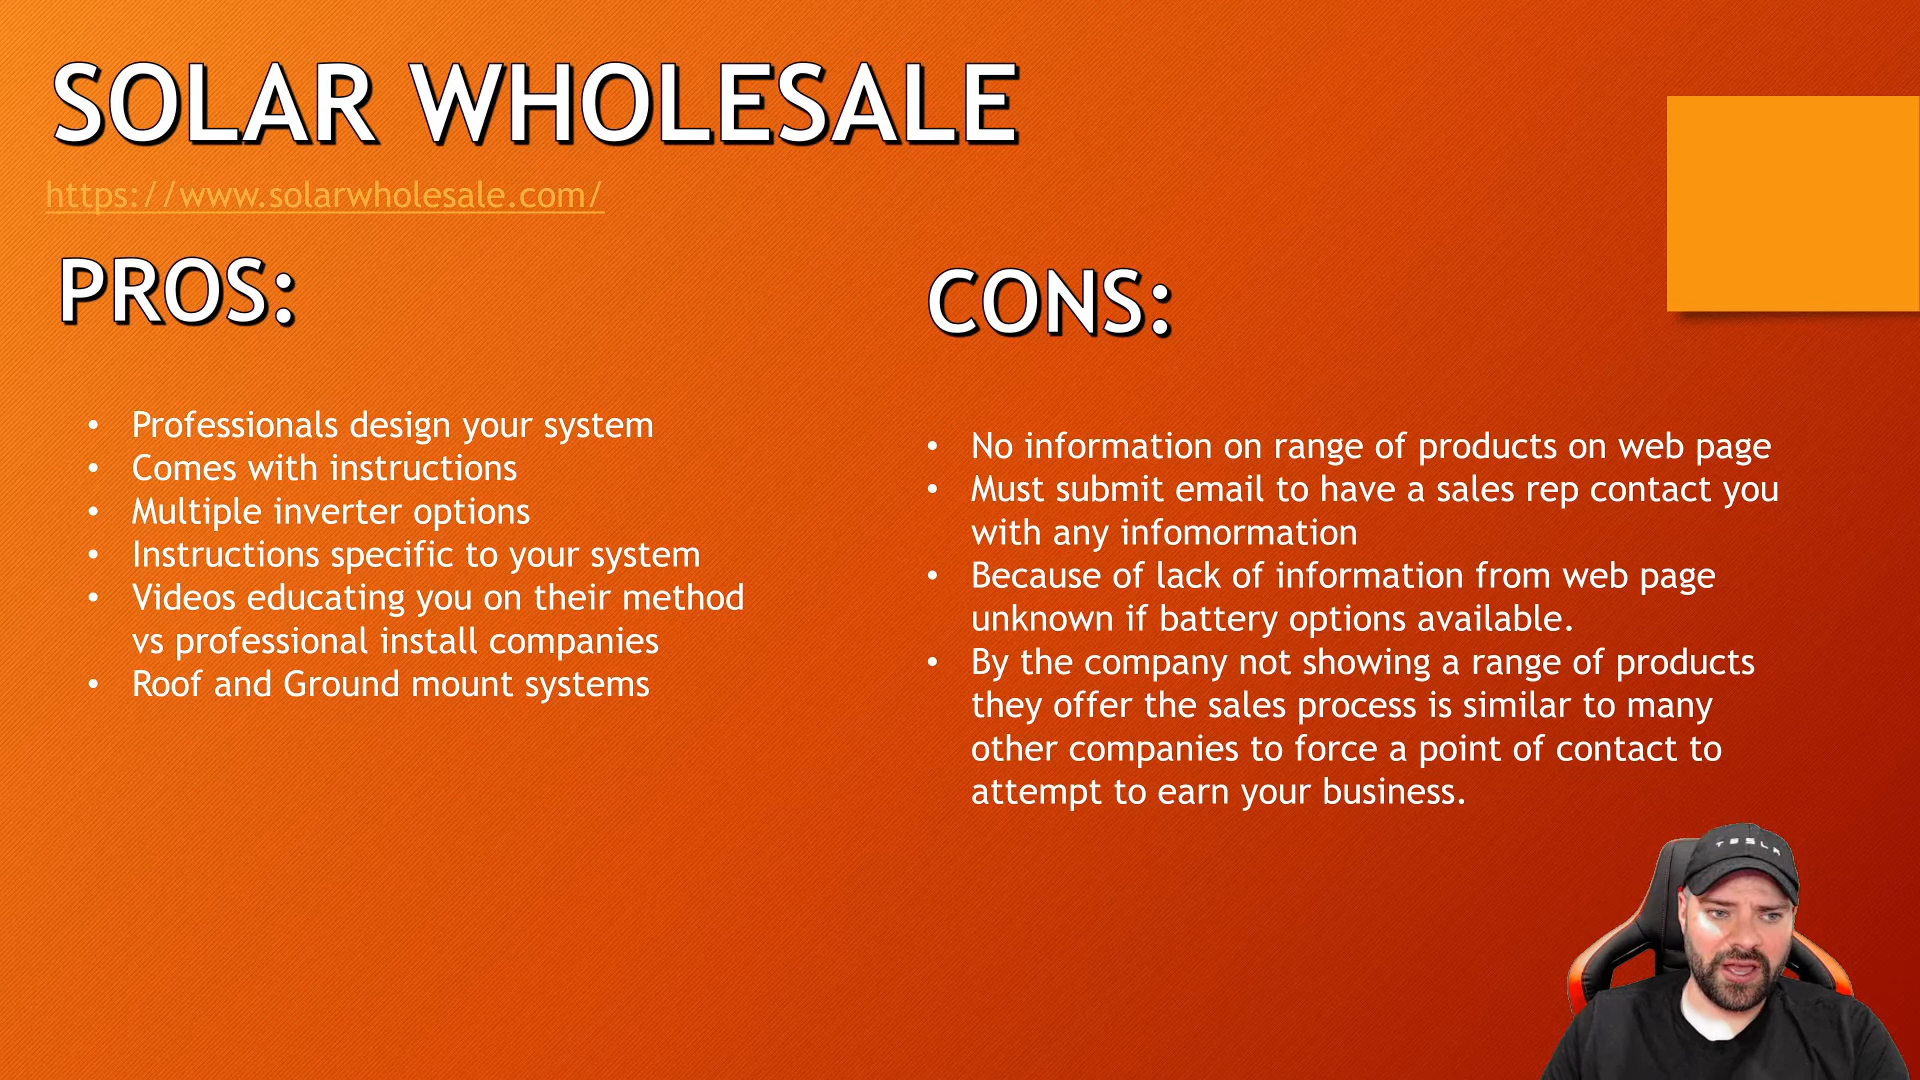 SOLAR WHOLESALE
https://www.solarwholesale.com/
PROS:
• Professionals design your system
• Comes with instructions
• Multiple inverter options
• Instructions specific to your system
• Videos educating you on their method
vs professional install companies
• Roof and Ground mount systems
CONS:
• No information on range of products on web page
• Must submit email to have a sales rep contact you
with any infomormation
• Because of lack of information from web page
unknown if battery options available.
• By the company not showing a range of products
they offer the sales process is similar to many
other companies to force a point of contact to
attempt to earn your business.
TESLA